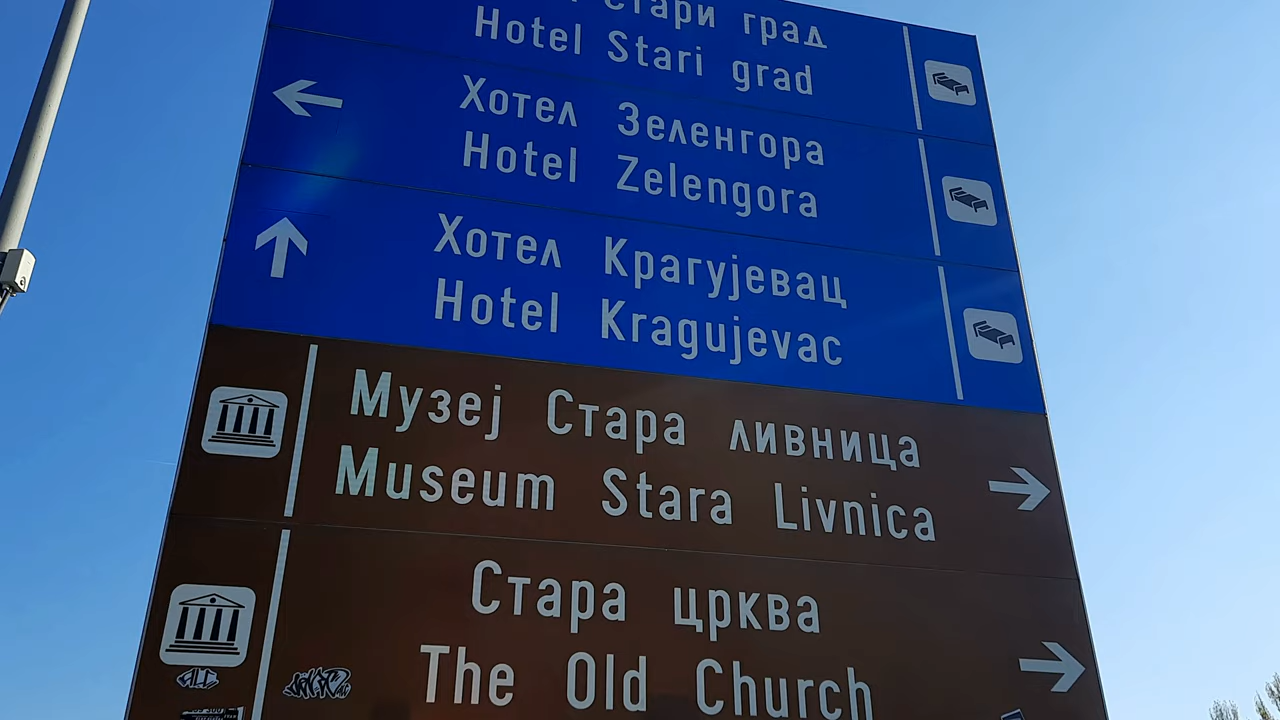 Стари град
Hotel Stari grad
Хотел Зеленгора
Hotel Zelengora
Хотел Крагујевац
Hotel Kragujevac
Музеј Стара ливница
Museum Stara Livnica
Стара црква
The Old Church